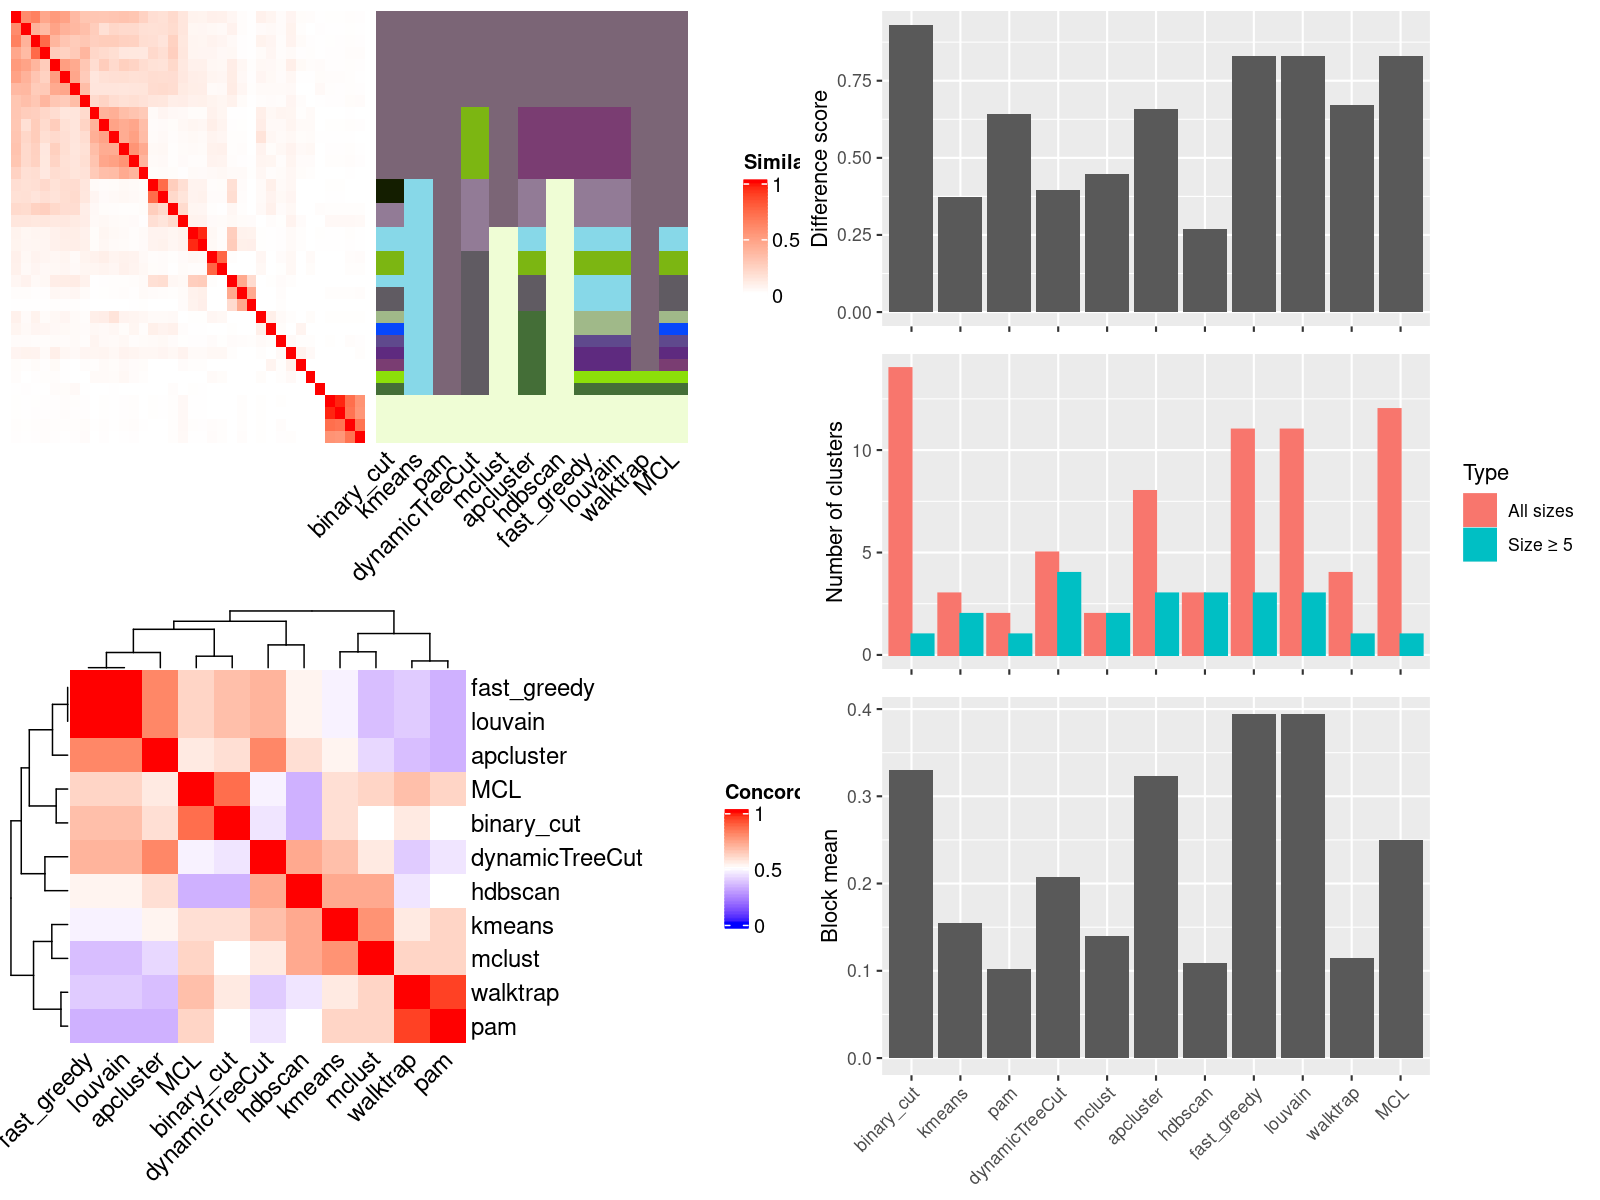 Simila
1
0.5
0
binary_cut
kmeans
pam
dynamicTreeCut
mclust
apcluster
hdbscan
fast_greedy
louvain
walktrap
MCL
fast_greedy
louvain
apcluster
MCL
binary_cut
dynamicTreeCut
hdbscan
kmeans
mclust
walktrap
pam
Concord
1
0.5
0
fast_greedy
louvain
apcluster
MCL
binary_cut
dynamicTreeCut
hdbscan
kmeans
mclust
walktrap
pam
Difference score
0.75
0.50
0.25
0.00
Number of clusters
10
5
0
Type
All sizes
Size ≥ 5
Block mean
0.4
0.3
0.2
0.1
0.0
binary_cut
kmeans
pam
dynamicTreeCut
mclust
apcluster
hdbscan
fast_greedy
louvain
walktrap
MCL